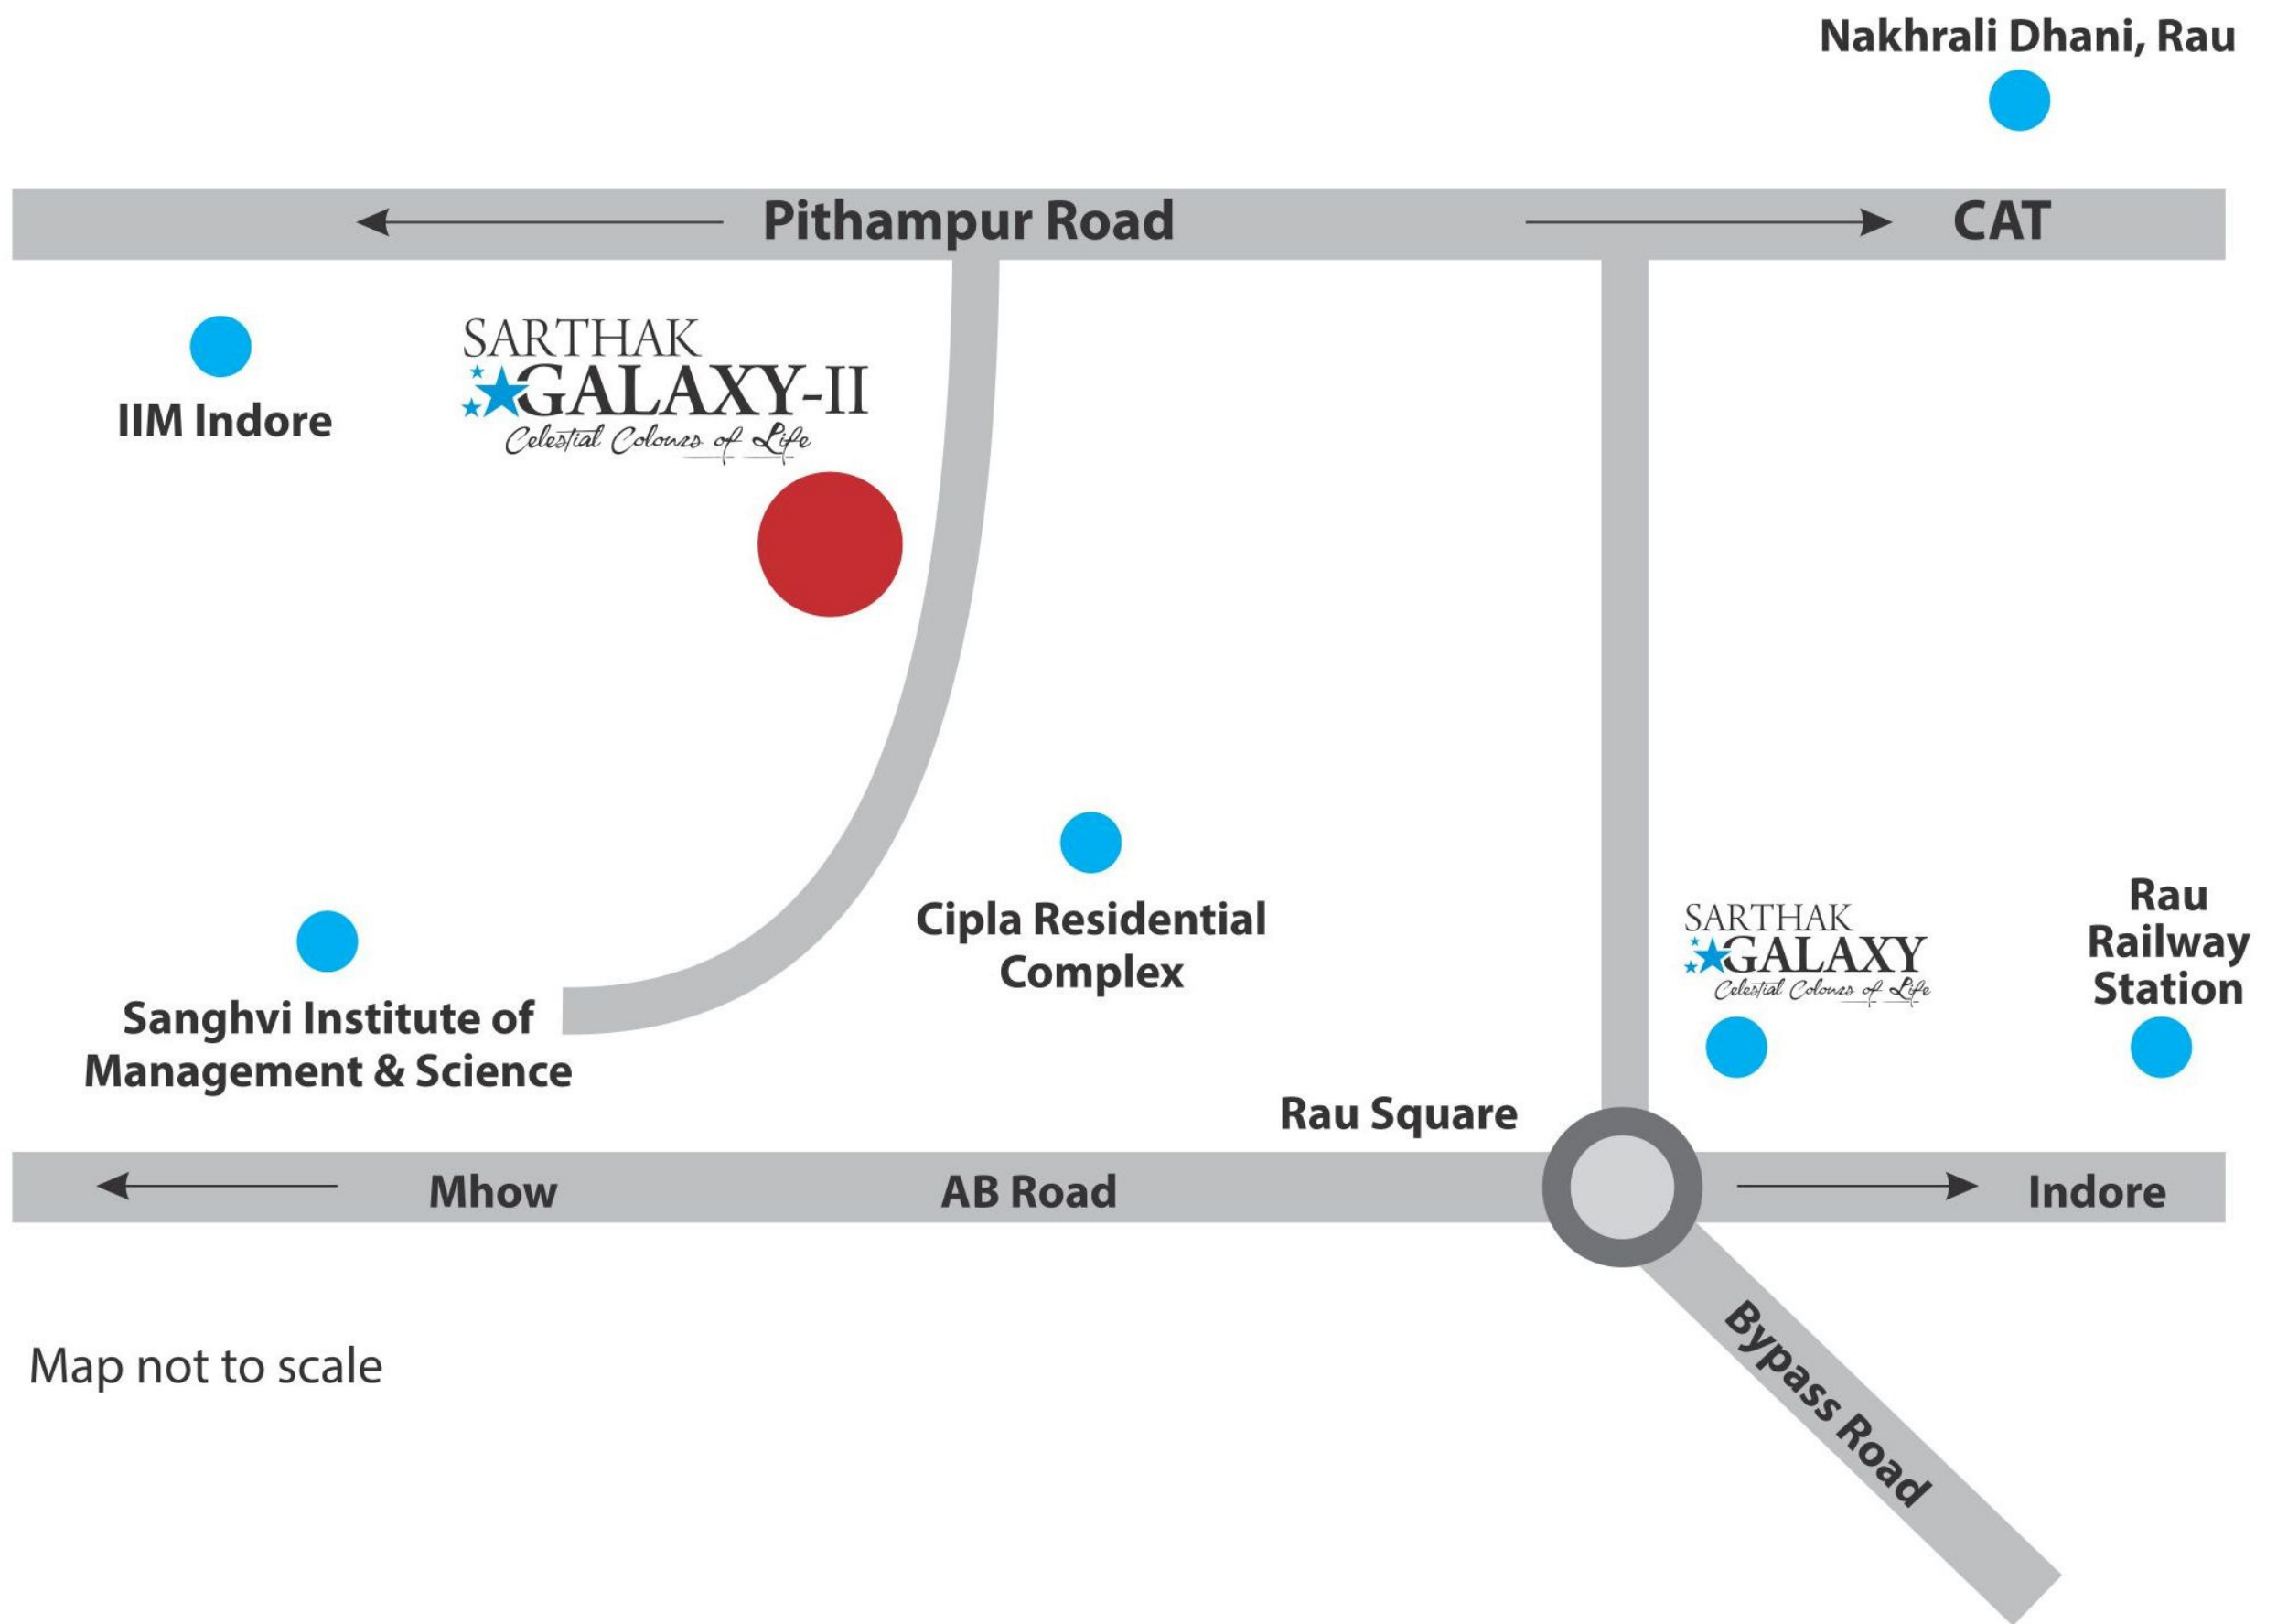 Nakhrali Dhani, Rau
Pithampur Road
CAT
IIM Indore
SARTHAK
GALAXY-II
Celestial Colours of Life
Cipla Residential
Complex
Sanghvi Institute of
Management & Science
SARTHAK
GALAXY
Celestial Colours of Life
Rau
Railway
Station
Rau Square
Mhow
AB Road
Indore
Bypass Road
Map not to scale